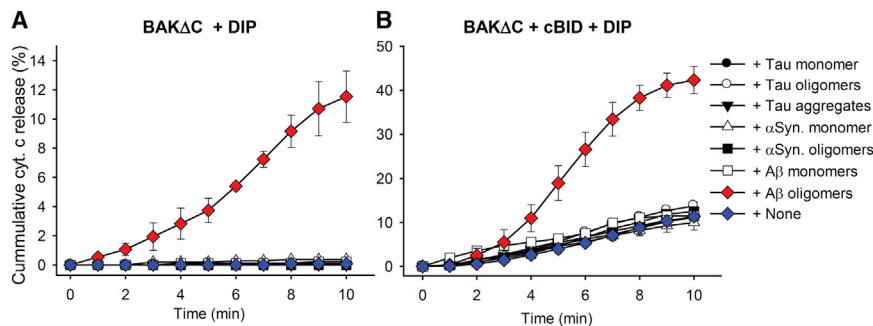 A
BAKΔC + DIP
Cummulative cyt. c release (%)
14
12
10
8
6
4
2
0
0 2 4 6 8 10
Time (min)
B
BAKΔC + cBID + DIP
50
40
30
20
10
0
0 2 4 6 8 10
Time (min)
+ Tau monomer
+ Tau oligomers
+ Tau aggregates
+ αSyn. monomer
+ αSyn. oligomers
+ Aβ monomers
+ Aβ oligomers
+ None